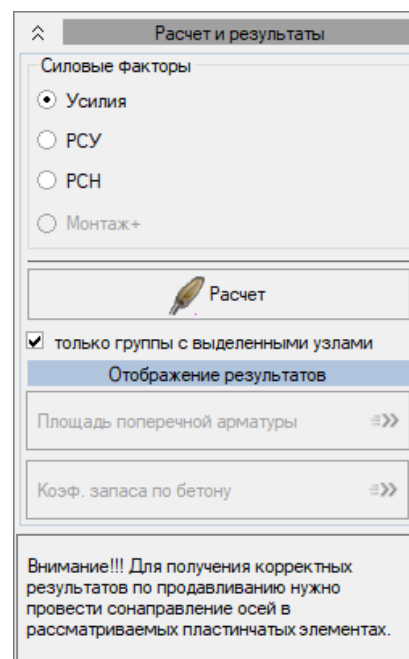 Расчет и результаты
Силовые факторы
Усилия
РСУ
РСН
Монтаж+
Расчет
только группы с выделенными узлами
Отображение результатов
Площадь поперечной арматуры
Коэф. запаса по бетону
Внимание!!! Для получения корректных
результатов по продавливанию нужно
провести сонаправление осей в
рассматриваемых пластинчатых элементах.